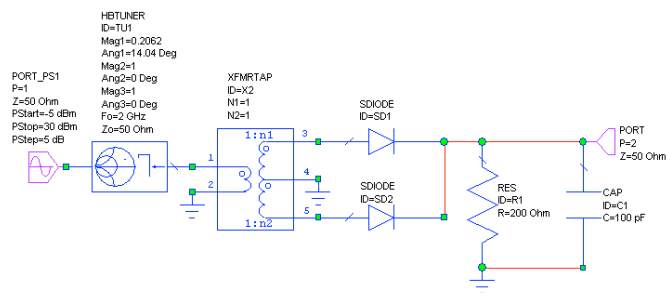 HBTUNER
ID=TU1
Mag1=0.2062
Ang1=14.04 Deg
Mag2=1
Ang2=0 Deg
Mag3=1
Ang3=0 Deg
Fo=2 GHz
Zo=50 Ohm
PORT_PS1
P=1
Z=50 Ohm
PStart=-5 dBm
PStop=30 dBm
PStep=5 dB
XFMRTAP
ID=X2
N1=1
N2=1
1:n1
1
2
3
4
5
1:n2
SDIODE
ID=SD1
SDIODE
ID=SD2
RES
ID=R1
R=200 Ohm
CAP
ID=C1
C=100 pF
PORT
P=2
Z=50 Ohm